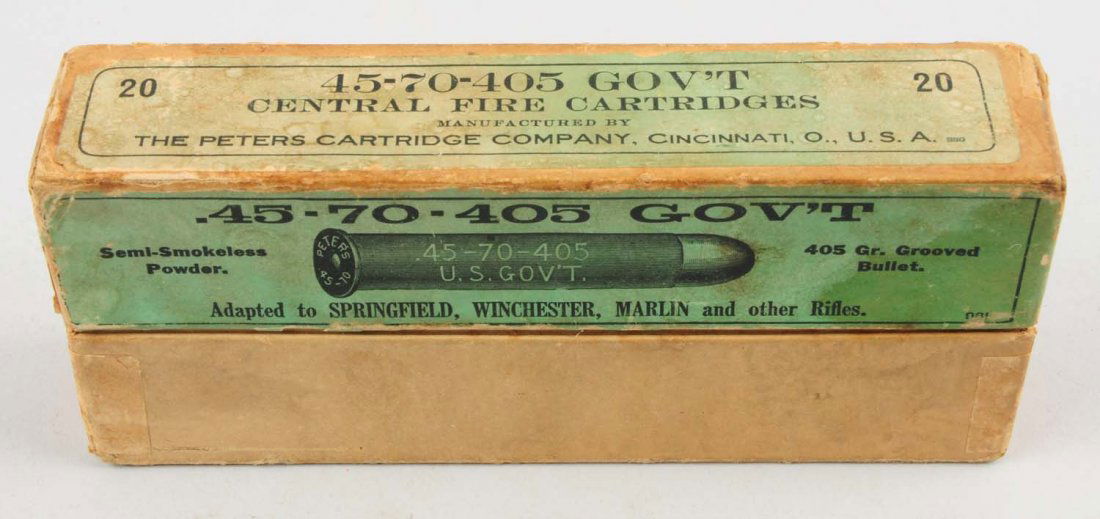 20 45-70-405 GOV'T 20
CENTRAL FIRE CARTRIDGES
MANUFACTURED BY
THE PETERS CARTRIDGE COMPANY, CINCINNATI, O., U.S.A.
.45-70-405 GOV'T
Semi-Smokeless
Powder.
PETERS
45-70
.45-70-405
U.S. GOV'T.
405 Gr. Grooved
Bullet.
Adapted to SPRINGFIELD, WINCHESTER, MARLIN and other Rifles.